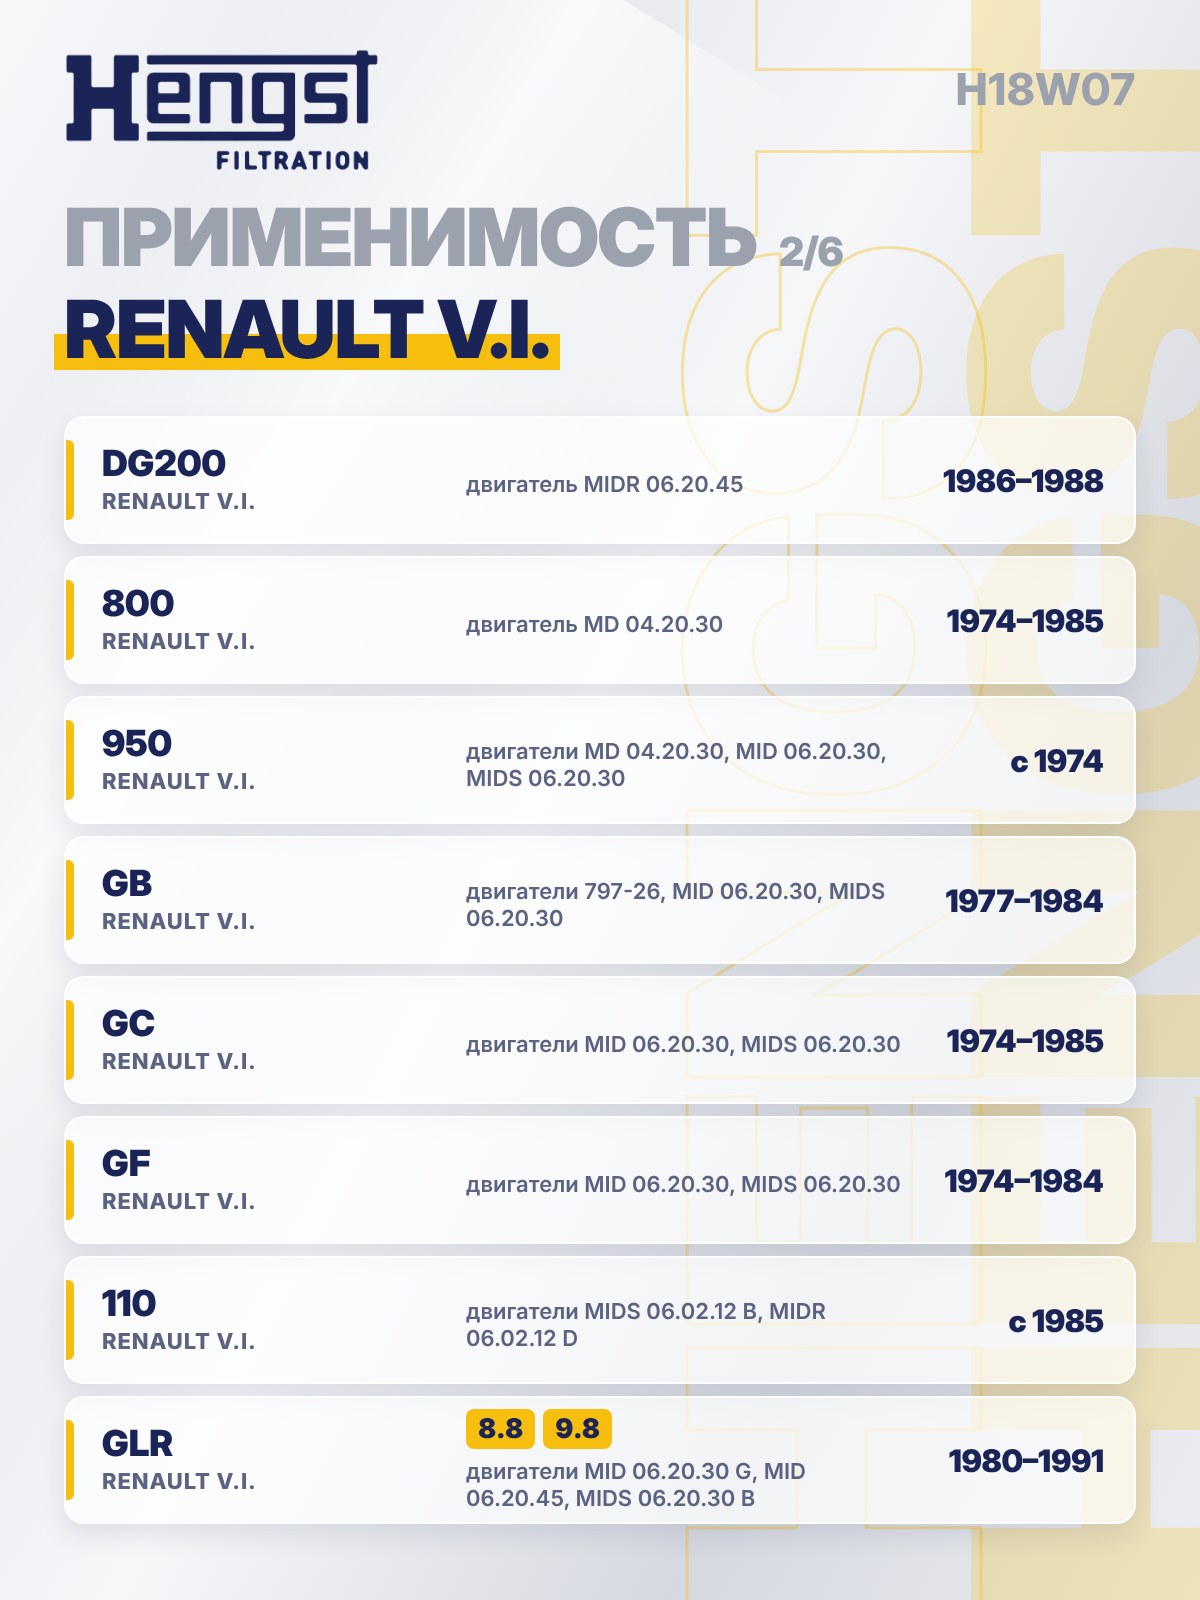 Hengst
FILTRATION
H18W07
ПРИМЕНИМОСТЬ 2/6
RENAULT V.I.
DG200
RENAULT V.I.
двигатель MIDR 06.20.45
1986–1988
800
RENAULT V.I.
двигатель MD 04.20.30
1974–1985
950
RENAULT V.I.
двигатели MD 04.20.30, MID 06.20.30,
MIDS 06.20.30
с 1974
GB
RENAULT V.I.
двигатели 797-26, MID 06.20.30, MIDS
06.20.30
1977–1984
GC
RENAULT V.I.
двигатели MID 06.20.30, MIDS 06.20.30
1974–1985
GF
RENAULT V.I.
двигатели MID 06.20.30, MIDS 06.20.30
1974–1984
110
RENAULT V.I.
двигатели MIDS 06.02.12 B, MIDR
06.02.12 D
с 1985
GLR
RENAULT V.I.
8.8 9.8
двигатели MID 06.20.30 G, MID
06.20.45, MIDS 06.20.30 B
1980–1991
HENGST
HENGST